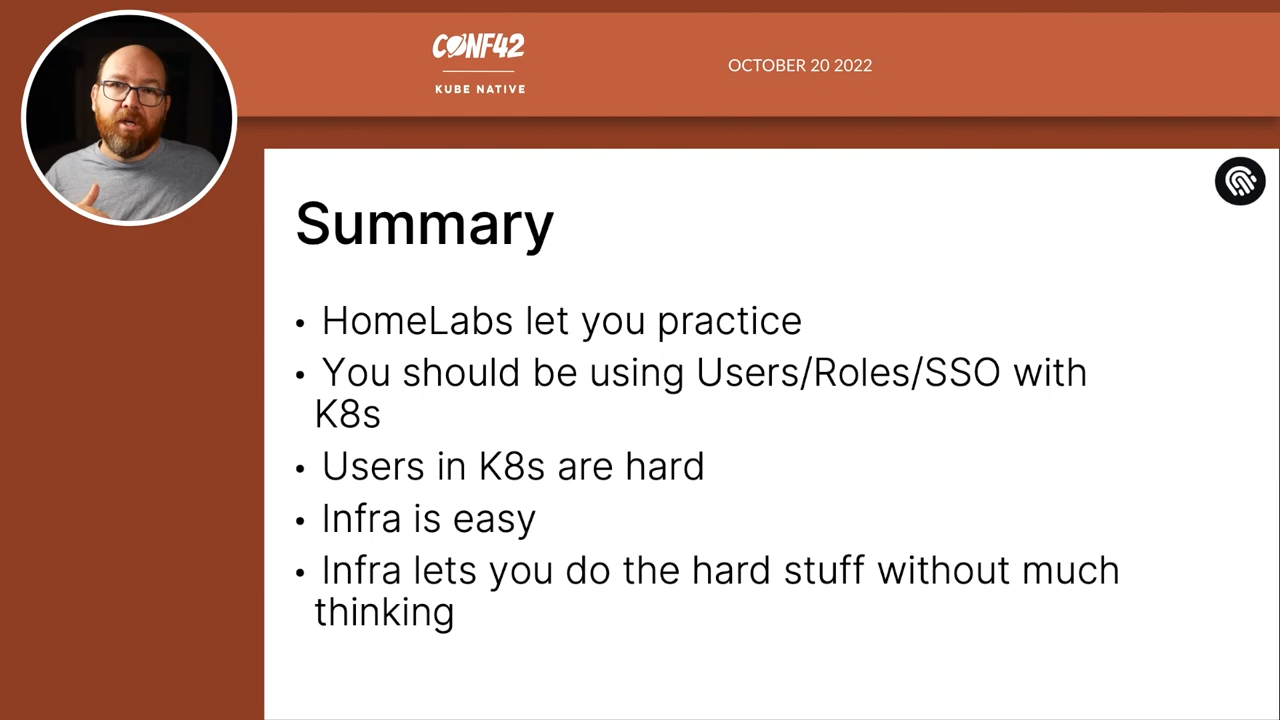 CONF42
KUBE NATIVE
OCTOBER 20 2022
Summary
• HomeLabs let you practice
• You should be using Users/Roles/SSO with
K8s
• Users in K8s are hard
• Infra is easy
• Infra lets you do the hard stuff without much
thinking